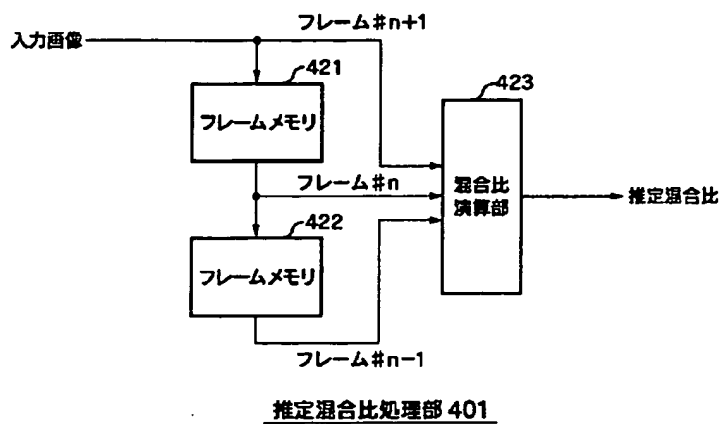 フレーム#n+1
入力画像
421
423
フレームメモリ
フレーム#n
混合比
演算部
推定混合比
422
フレームメモリ
フレーム#n−1
推定混合比処理部 401